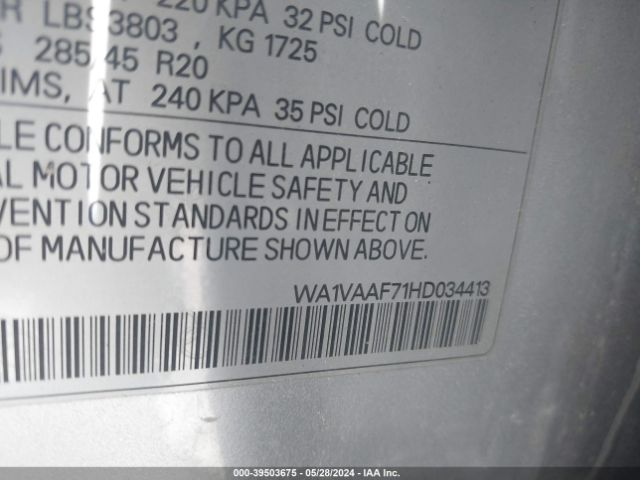 220 KPA 32 PSI COLD
R LBS 3803 , KG 1725
285/45 R20
IMS, AT 240 KPA 35 PSI COLD
LE CONFORMS TO ALL APPLICABLE
AL MOTOR VEHICLE SAFETY AND
VENTION STANDARDS IN EFFECT ON
OF MANUFACTURE SHOWN ABOVE.
WA1VAAF71HD034413
000-39503675 - 05/28/2024 - IAA Inc.